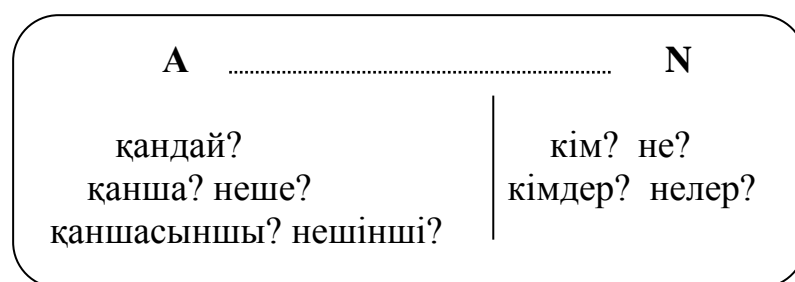 A ........................................................ N
қандай? кім? не?
қанша? неше? кімдер? нелер?
қаншасыншы? нешінші?